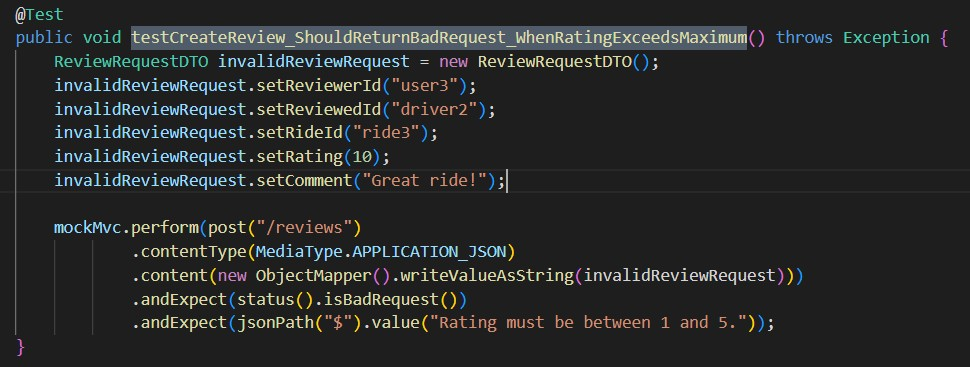 @Test
public void testCreateReview_ShouldReturnBadRequest_WhenRatingExceedsMaximum() throws Exception {
    ReviewRequestDTO invalidReviewRequest = new ReviewRequestDTO();
    invalidReviewRequest.setReviewerId("user3");
    invalidReviewRequest.setReviewedId("driver2");
    invalidReviewRequest.setRideId("ride3");
    invalidReviewRequest.setRating(10);
    invalidReviewRequest.setComment("Great ride!");

    mockMvc.perform(post("/reviews")
            .contentType(MediaType.APPLICATION_JSON)
            .content(new ObjectMapper().writeValueAsString(invalidReviewRequest)))
            .andExpect(status().isBadRequest())
            .andExpect(jsonPath("$").value("Rating must be between 1 and 5."));
}